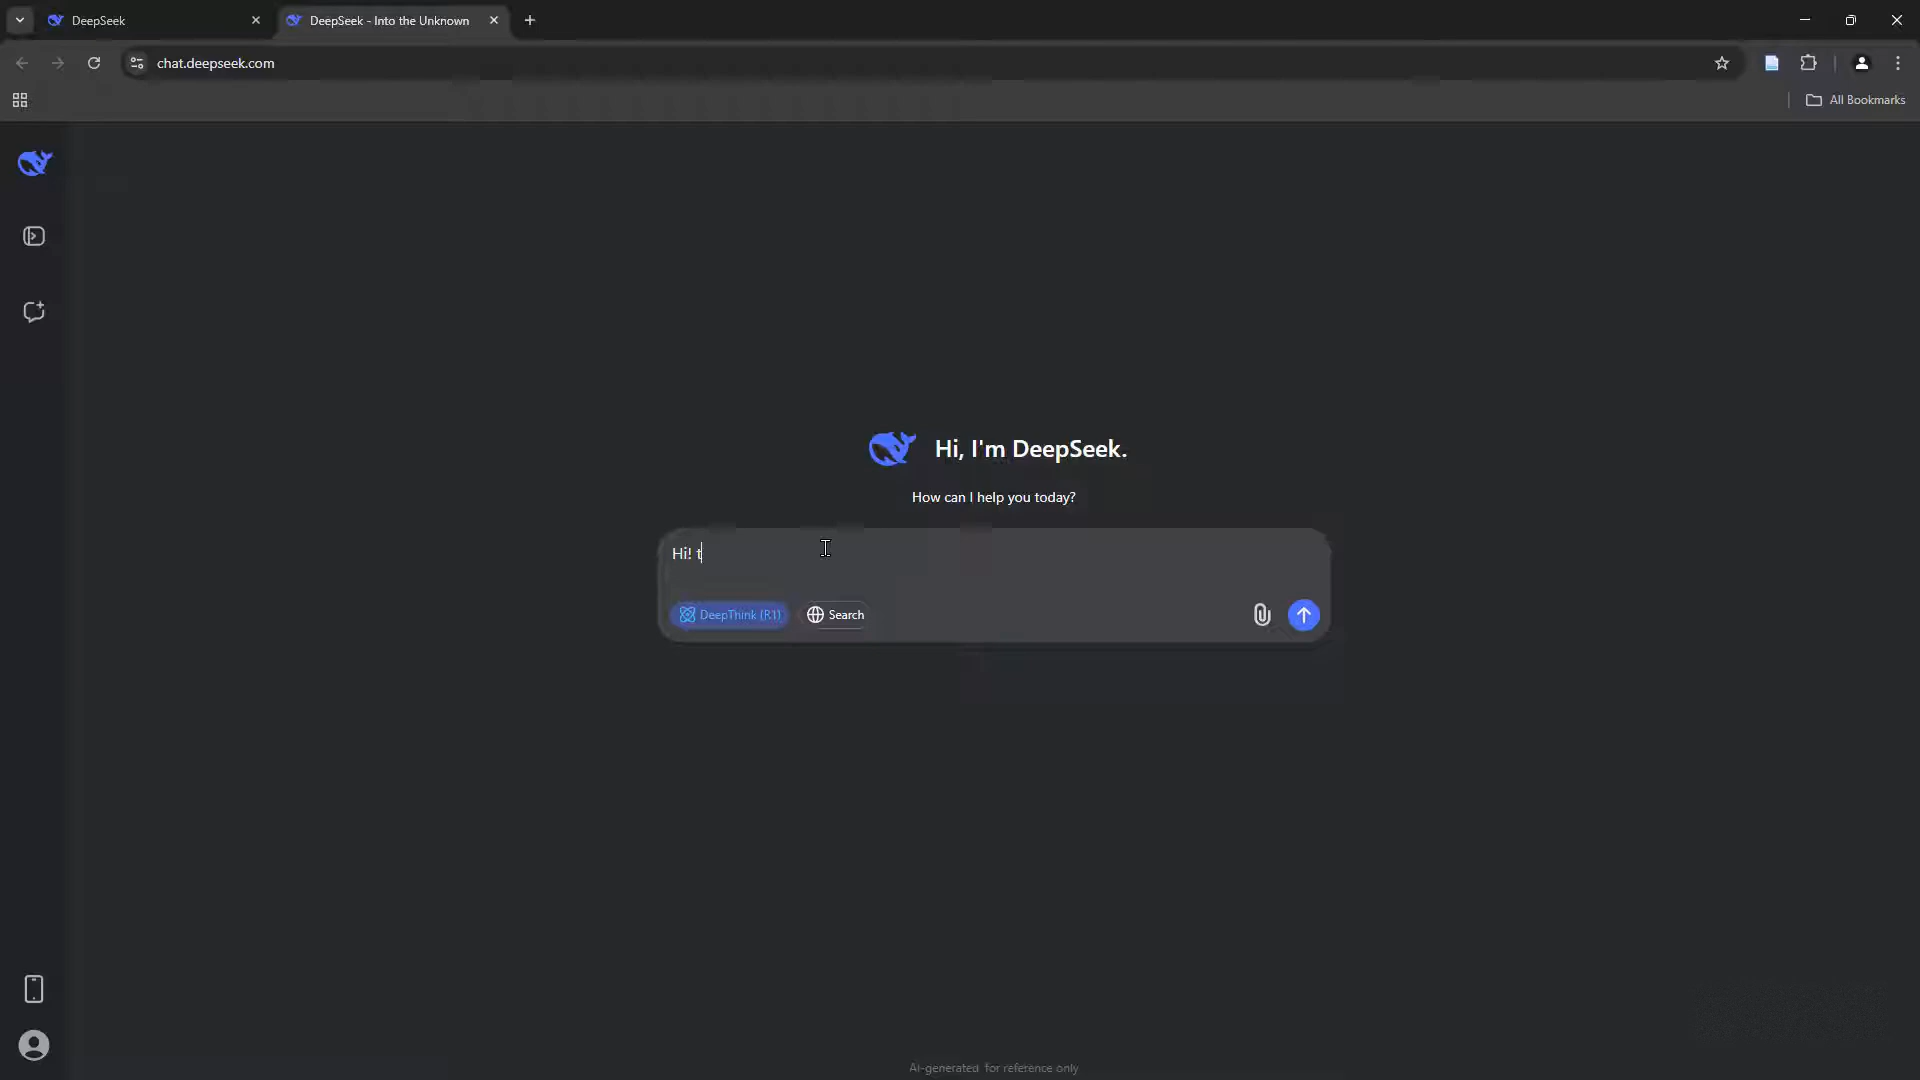 DeepSeek
DeepSeek - Into the Unknown
chat.deepseek.com
All Bookmarks
Hi, I'm DeepSeek.
How can I help you today?
Hi! t
DeepThink (R1)
Search
AI-generated for reference only